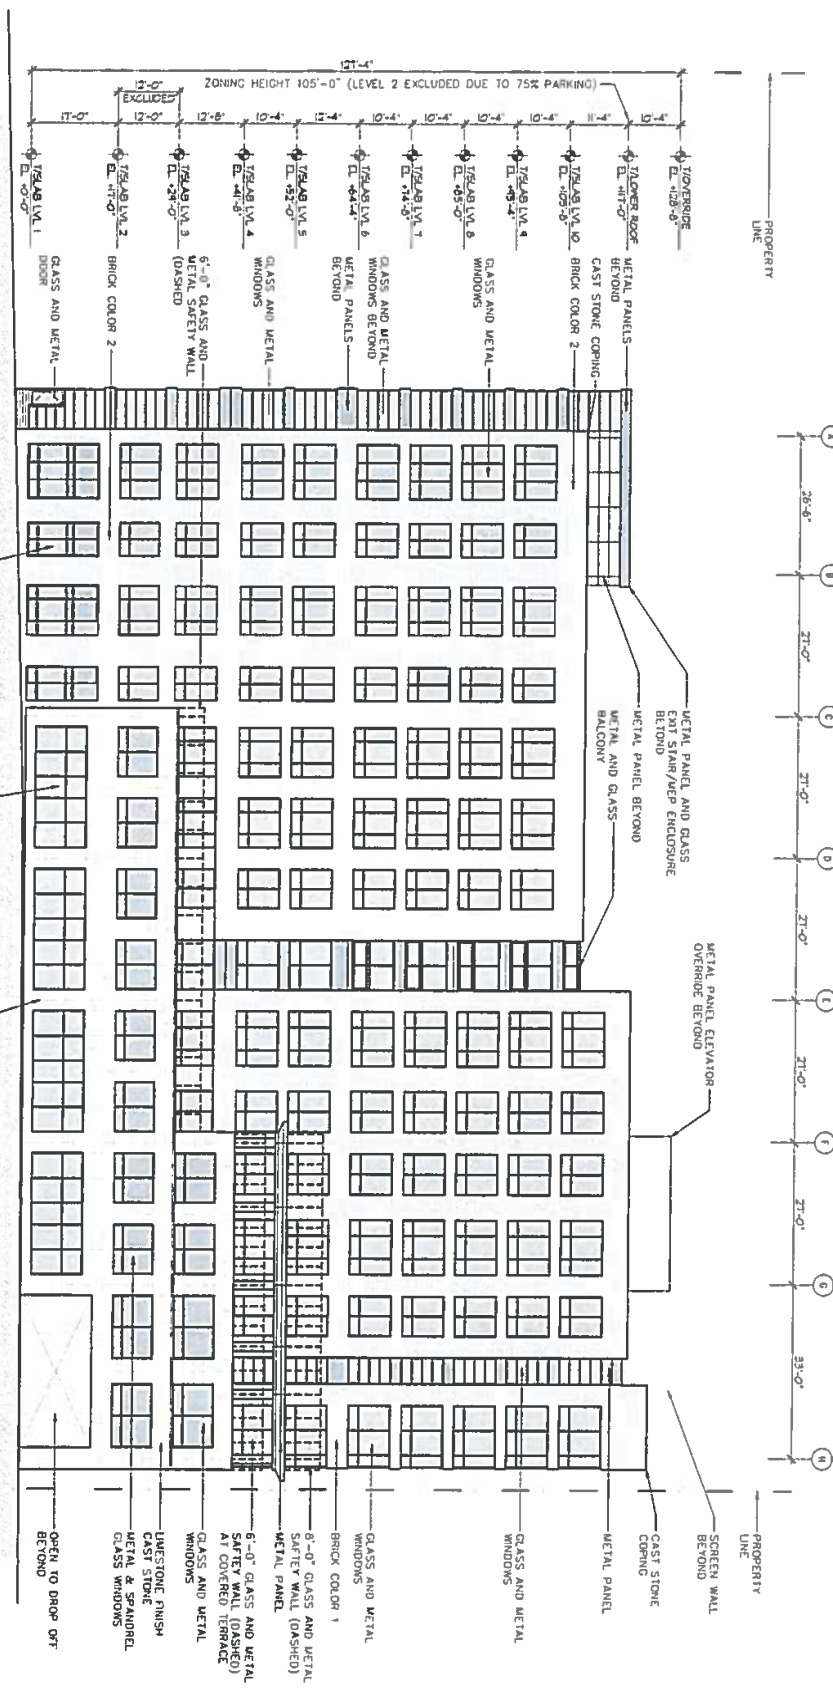 PROPERTY
LINE
A
26'-6"
B
27'-0"
C
27'-0"
D
27'-0"
E
27'-0"
F
27'-0"
G
33'-0"
H
PROPERTY
LINE
127'-4"
ZONING HEIGHT 105'-0" (LEVEL 2 EXCLUDED DUE TO 75% PARKING)
12'-0"
EXCLUDED
17'-0"
12'-0"
12'-8"
10'-4"
12'-4"
10'-4"
10'-4"
10'-4"
10'-4"
11'-4"
10'-4"
T/OVERRIDE
T/LOWER ROOF
EL. +117'-0"
T/SLAB LVL 10
T/SLAB LVL 9
EL. +95'-4"
T/SLAB LVL 8
EL. +85'-0"
T/SLAB LVL 7
EL. +74'-8"
T/SLAB LVL 6
EL. +64'-4"
T/SLAB LVL 5
EL. +52'-0"
T/SLAB LVL 4
EL. +41'-8"
T/SLAB LVL 3
EL. +29'-0"
T/SLAB LVL 2
EL. +17'-0"
T/SLAB LVL 1
EL. +0'-0"
METAL PANELS
BEYOND
CAST STONE COPING
BRICK COLOR 2
GLASS AND METAL
WINDOWS
GLASS AND METAL
WINDOWS BEYOND
METAL PANELS
BEYOND
GLASS AND METAL
WINDOWS
6'-0" GLASS AND
METAL SAFETY WALL
(DASHED
BRICK COLOR 2
GLASS AND METAL
DOOR
METAL PANEL AND GLASS
EXIT STAIR/MEP ENCLOSURE
BEYOND
METAL PANEL BEYOND
METAL AND GLASS
BALCONY
METAL PANEL ELEVATOR
OVERRIDE BEYOND
SCREEN WALL
BEYOND
CAST STONE
COPING
METAL PANEL
GLASS AND METAL
WINDOWS
GLASS AND METAL
WINDOWS
BRICK COLOR 1
8'-0" GLASS AND METAL
SAFTEY WALL (DASHED)
METAL PANEL
6'-0" GLASS AND METAL
SAFTEY WALL (DASHED)
AT COVERED TERRACE
GLASS AND METAL
WINDOWS
LIMESTONE FINISH
CAST STONE
METAL & SPANDREL
GLASS WINDOWS
OPEN TO DROP OFF
BEYOND